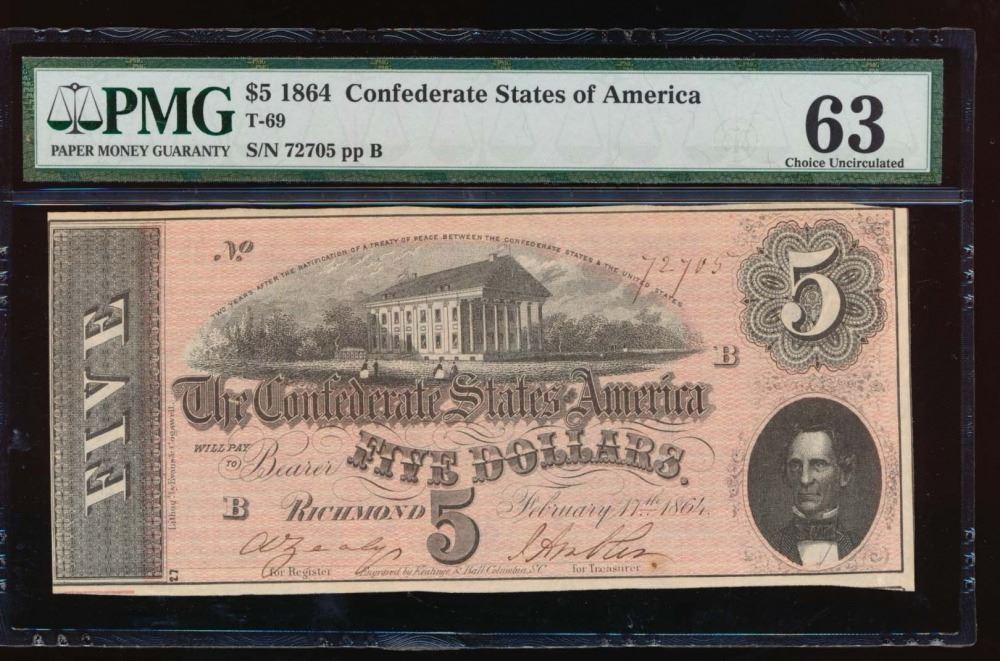 PMG
PAPER MONEY GUARANTY
$5 1864 Confederate States of America
T-69
S/N 72705 pp B
63
Choice Uncirculated
No 72705
TWO YEARS AFTER THE RATIFICATION OF A TREATY OF PEACE BETWEEN THE CONFEDERATE STATES & THE UNITED STATES
5
B
The Confederate States of America
WILL PAY
TO Bearer FIVE DOLLARS.
B RICHMOND 5 February 17th 1864.
for Register Engraved by Keatinge & Ball Columbia, S.C. for Treasurer
FIVE
27